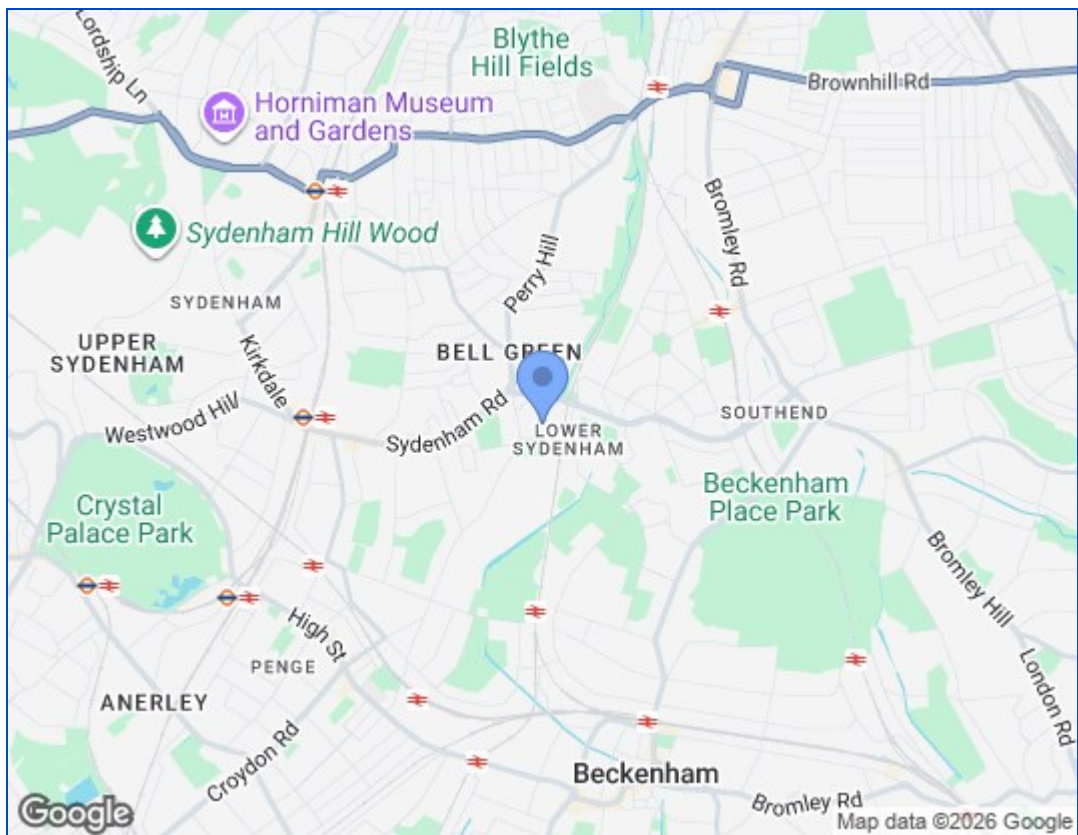 Lordship Ln
Blythe
Hill Fields
Brownhill Rd
Horniman Museum
and Gardens
Bromley Rd
Sydenham Hill Wood
Perry Hill
SYDENHAM
UPPER
SYDENHAM
Kirkdale
BELL GREEN
Westwood Hill
Sydenham Rd
LOWER
SYDENHAM
SOUTHEND
Crystal
Palace Park
Beckenham
Place Park
Bromley Hill
High St
PENGE
London Rd
ANERLEY
Croydon Rd
Beckenham
Bromley Rd
Google
Map data ©2026 Google